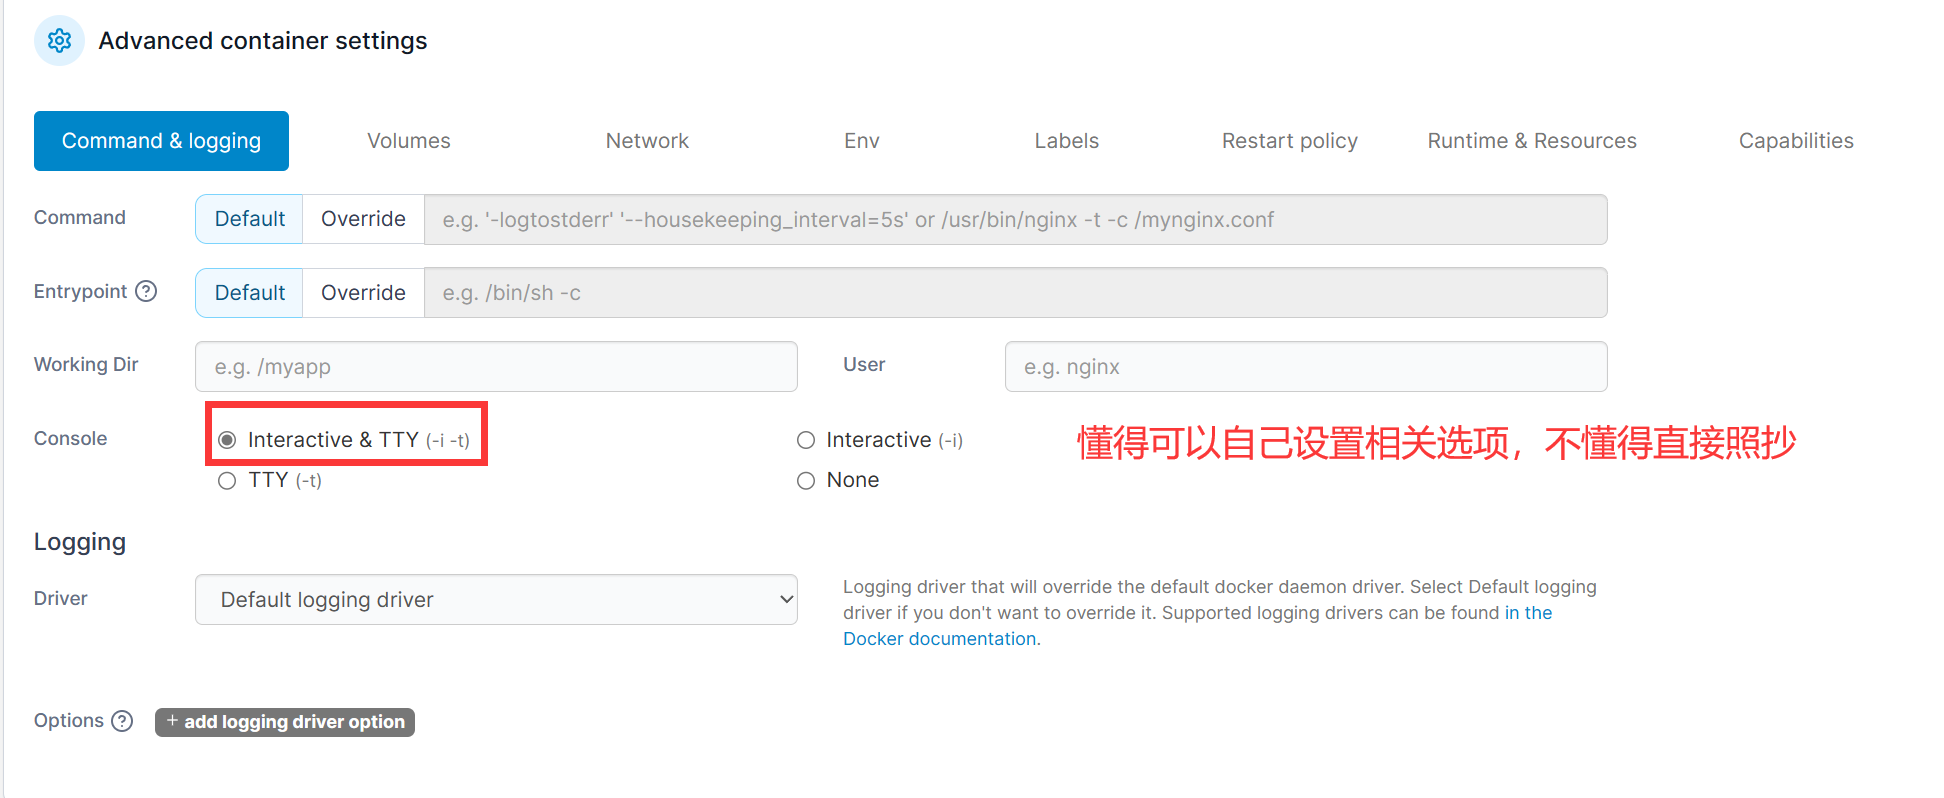 Advanced container settings
Command & logging Volumes Network Env Labels Restart policy Runtime & Resources Capabilities
Command Default Override e.g. '-logtostderr' '--housekeeping_interval=5s' or /usr/bin/nginx -t -c /mynginx.conf
Entrypoint ? Default Override e.g. /bin/sh -c
Working Dir e.g. /myapp User e.g. nginx
Console Interactive & TTY (-i -t) Interactive (-i) 懂得可以自己设置相关选项，不懂得直接照抄
TTY (-t) None
Logging
Driver Default logging driver Logging driver that will override the default docker daemon driver. Select Default logging
driver if you don't want to override it. Supported logging drivers can be found in the
Docker documentation.
Options ? + add logging driver option